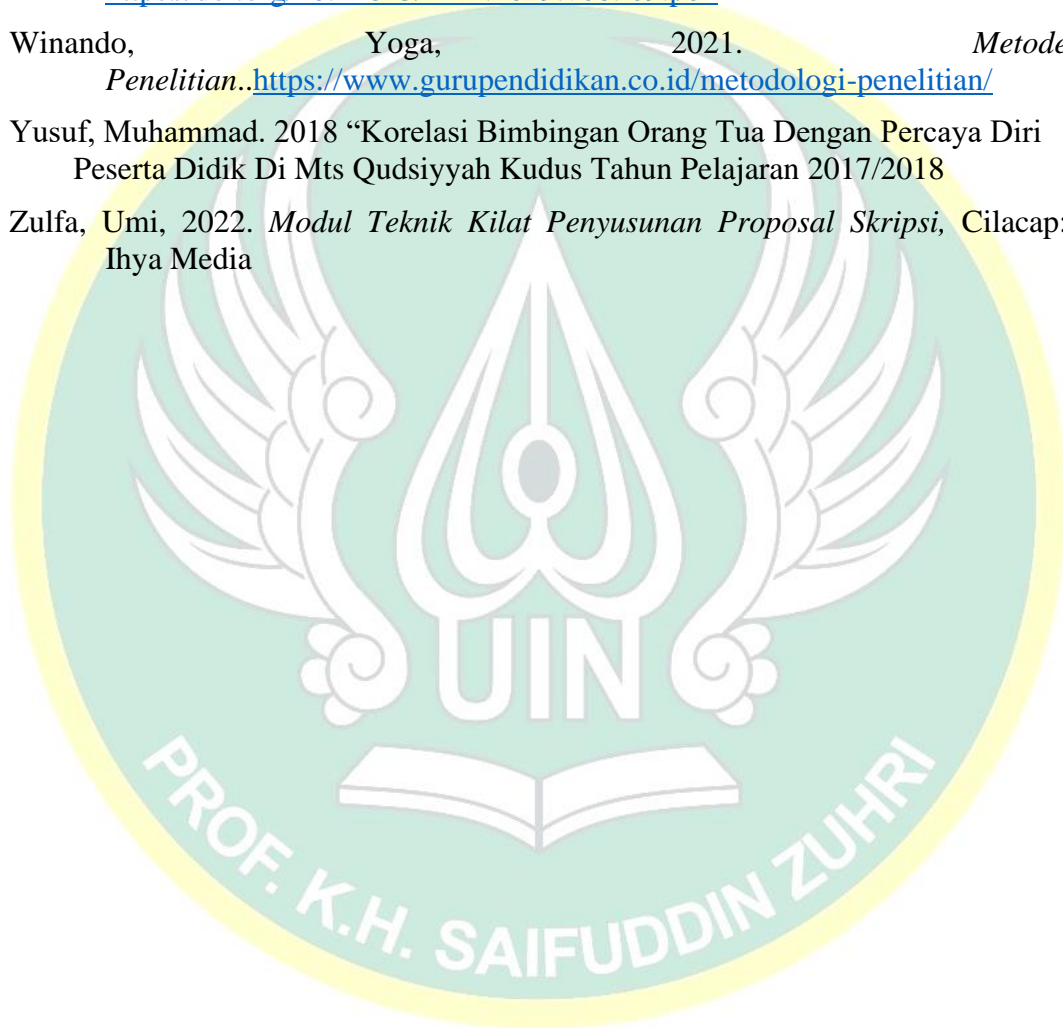 Winando, Yoga, 2021. Metode
Penelitian..https://www.gurupendidikan.co.id/metodologi-penelitian/
Yusuf, Muhammad. 2018 “Korelasi Bimbingan Orang Tua Dengan Percaya Diri
Peserta Didik Di Mts Qudsiyyah Kudus Tahun Pelajaran 2017/2018
Zulfa, Umi, 2022. Modul Teknik Kilat Penyusunan Proposal Skripsi, Cilacap:
Ihya Media
UIN
PROF. K.H. SAIFUDDIN ZUHRI